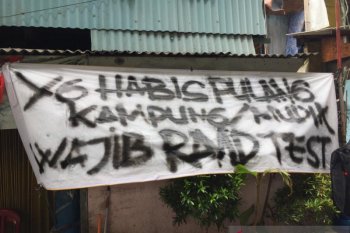 YG HABIS PULANG
KAMPUNG/MUDIK
WAJIB RAPID TEST